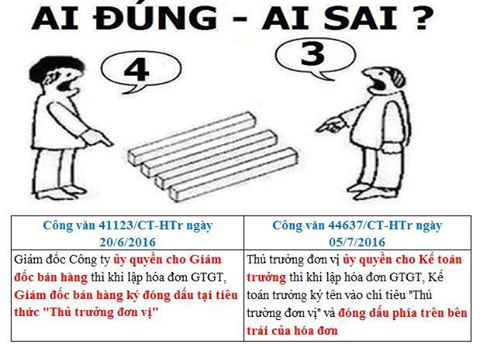 AI ĐÚNG - AI SAI ?
4
3
Công văn 41123/CT-HTr ngày
20/6/2016
Giám đốc Công ty ủy quyền cho Giám
đốc bán hàng thì khi lập hóa đơn GTGT,
Giám đốc bán hàng ký đóng dấu tại tiêu
thức "Thủ trưởng đơn vị"
Công văn 44637/CT-HTr ngày
05/7/2016
Thủ trưởng đơn vị ủy quyền cho Kế toán
trưởng thì khi lập hóa đơn GTGT, Kế
toán trưởng ký tên vào chỉ tiêu "Thủ
trưởng đơn vị" và đóng dấu phía trên bên
trái của hóa đơn